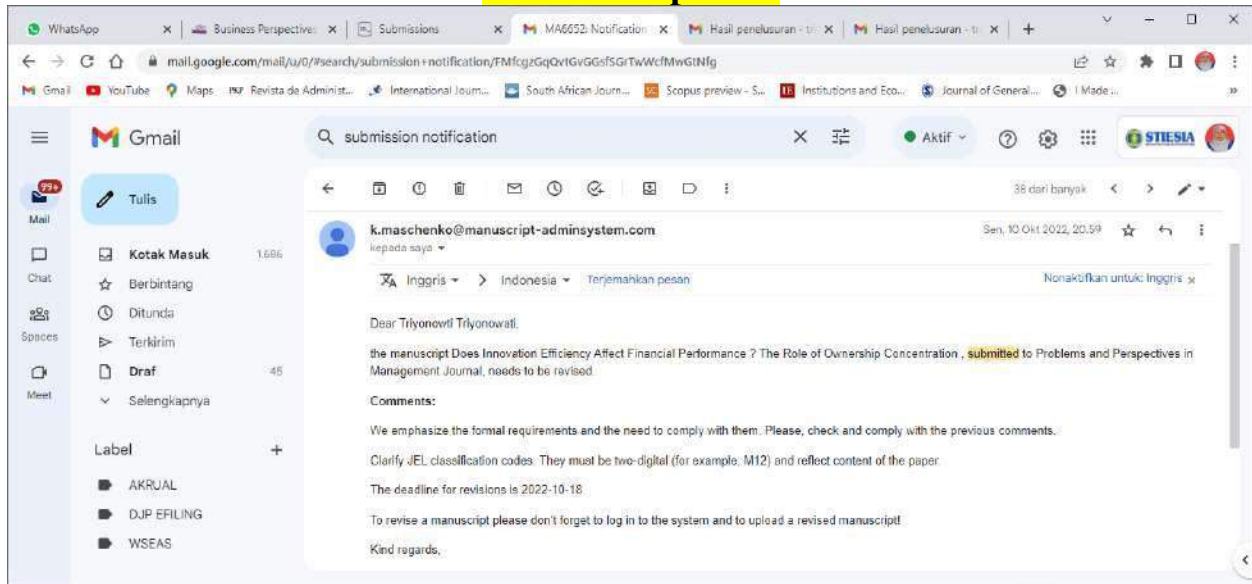 WhatsApp
Business Perspective
Submissions
MA6652: Notification
Hasil penelusuran - tr
Hasil penelusuran - tr
mail.google.com/mail/u/0/#search/submission+notification/
Gmail
YouTube
Maps
Revista de Administ...
International Journ...
South African Journ...
Scopus preview - S...
Institutions and Eco...
Journal of General...
I Made ...
Gmail
submission notification
Aktif
STIESIA
99+
Mail
Chat
Spaces
Meet
Tulis
Kotak Masuk 1.686
Berbintang
Ditunda
Terkirim
Draf 45
Selengkapnya
Label +
AKRUAL
DJP EFILING
WSEAS
38 dari banyak
k.maschenko@manuscript-adminsystem.com
Sen, 10 Okt 2022, 20.59
kepada saya
Inggris > Indonesia Terjemahkan pesan
Nonaktifkan untuk: Inggris x
Dear Triyonowti Triyonowati,
the manuscript Does Innovation Efficiency Affect Financial Performance ? The Role of Ownership Concentration , submitted to Problems and Perspectives in
Management Journal, needs to be revised.
Comments:
We emphasize the formal requirements and the need to comply with them. Please, check and comply with the previous comments.
Clarify JEL classification codes. They must be two-digital (for example, M12) and reflect content of the paper.
The deadline for revisions is 2022-10-18
To revise a manuscript please don't forget to log in to the system and to upload a revised manuscript!
Kind regards,